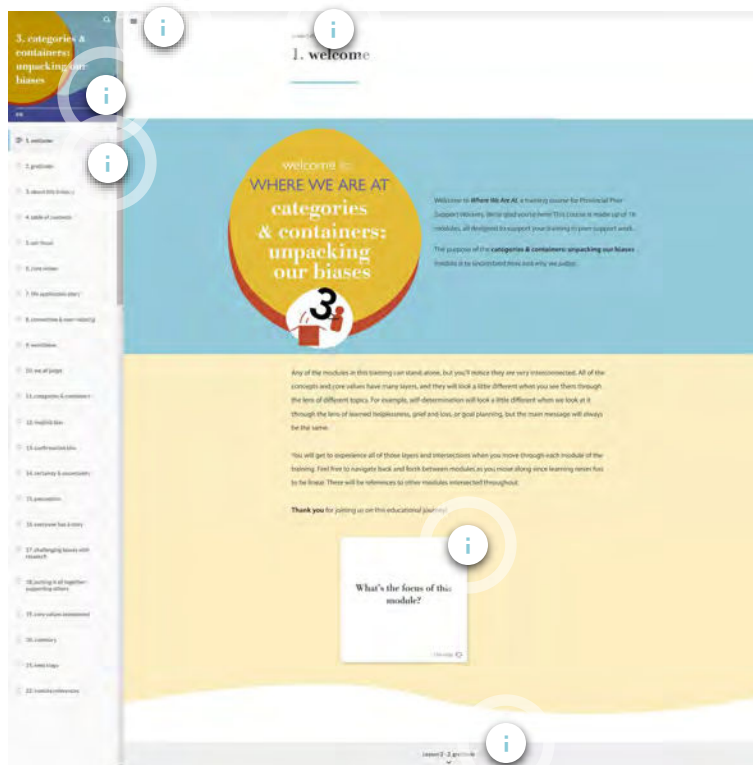 3. categories &
containers:
unpacking our
biases
1. welcome
2. gratitude
3. about this
4. table of contents
6. core values
7. the
8. connection &
9. worldview
10. we all judge
11. categories & containers
12. implicit bias
13. confirmation bias
14. certainty & uncertainty
15. perception
16. everyone has a story
17. challenging biases with
research
18. putting it all together:
supporting others
19. core values assessment
20. summary
21. next steps
22. module references
1. welcome
welcome to:
WHERE WE ARE AT
categories
& containers:
unpacking
our biases
3
Welcome to Where We Are At, a training course for Provincial Peer
Support Workers. We're glad you're here! This course is made up of 18
modules, all designed to support your training in peer support work.
The purpose of the categories & containers: unpacking our biases
module is to understand how and why we judge.
Any of the modules in this training can stand alone, but you'll notice they are very interconnected. All of the
concepts and core values have many layers, and they will look a little different when you see them through
the lens of different topics. For example, self-determination will look a little different when we look at it
through the lens of learned helplessness, grief and loss, or goal planning, but the main message will always
be the same.
You will get to experience all of those layers and intersections when you move through each module of the
training. Feel free to navigate back and forth between modules as you move along since learning never has
to be linear. There will be references to other modules intersected throughout.
Thank you for joining us on this educational journey!
What's the focus of this
module?
i
i
i
i
i
i